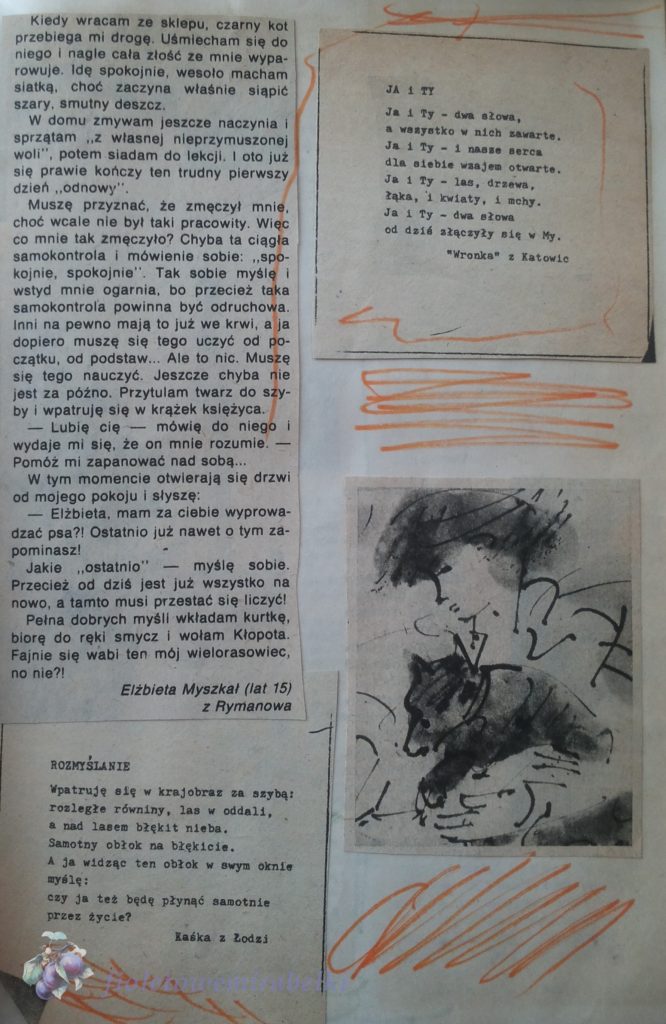 Kiedy wracam ze sklepu, czarny kot
przebiega mi drogę. Uśmiecham się do
niego i nagle cała złość ze mnie wypa-
rowuje. Idę spokojnie, wesoło macham
siatką, choć zaczyna właśnie siąpić
szary, smutny deszcz.
W domu zmywam jeszcze naczynia i
sprzątam ,,z własnej nieprzymuszonej
woli”, potem siadam do lekcji. I oto już
się prawie kończy ten trudny pierwszy
dzień ,,odnowy”.
Muszę przyznać, że zmęczył mnie,
choć wcale nie był taki pracowity. Więc
co mnie tak zmęczyło? Chyba ta ciągła
samokontrola i mówienie sobie: ,,spo-
kojnie, spokojnie”. Tak sobie myślę i
wstyd mnie ogarnia, bo przecież taka
samokontrola powinna być odruchowa.
Inni na pewno mają to już we krwi, a ja
dopiero muszę się tego uczyć od po-
czątku, od podstaw... Ale to nic. Muszę
się tego nauczyć. Jeszcze chyba nie
jest za późno. Przytulam twarz do szy-
by i wpatruję się w krążek księżyca.
— Lubię cię — mówię do niego i
wydaje mi się, że on mnie rozumie. —
Pomóż mi zapanować nad sobą...
W tym momencie otwierają się drzwi
od mojego pokoju i słyszę:
— Elżbieta, mam za ciebie wyprowa-
dzać psa?! Ostatnio już nawet o tym za-
pominasz!
Jakie ,,ostatnio” — myślę sobie.
Przecież od dziś jest już wszystko na
nowo, a tamto musi przestać się liczyć!
Pełna dobrych myśli wkładam kurtkę,
biorę do ręki smycz i wołam Kłopota.
Fajnie się wabi ten mój wielorasowiec,
no nie?!
Elżbieta Myszkał (lat 15)
z Rymanowa
ROZMYŚLANIE
Wpatruję się w krajobraz za szybą:
rozległe równiny, las w oddali,
a nad lasem błękit nieba.
Samotny obłok na błękicie.
A ja widząc ten obłok w swym oknie
myślę:
czy ja też będę płynąć samotnie
przez życie?
Kaśka z Łodzi
JA i TY
Ja i Ty - dwa słowa,
a wszystko w nich zawarte.
Ja i Ty - i nasze serca
dla siebie wzajem otwarte.
Ja i Ty - las, drzewa,
łąka, i kwiaty, i mchy.
Ja i Ty - dwa słowa
od dziś złączyły się w My.
"Wronka" z Katowic